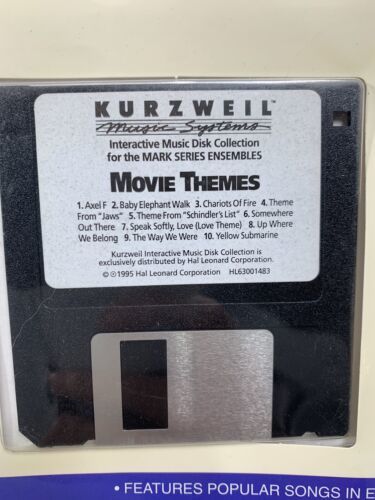 KURZWEIL™
Music Systems
Interactive Music Disk Collection
for the MARK SERIES ENSEMBLES
MOVIE THEMES
1. Axel F 2. Baby Elephant Walk 3. Chariots Of Fire 4. Theme
From "Jaws" 5. Theme From "Schindler's List" 6. Somewhere
Out There 7. Speak Softly, Love (Love Theme) 8. Up Where
We Belong 9. The Way We Were 10. Yellow Submarine
Kurzweil Interactive Music Disk Collection is
exclusively distributed by Hal Leonard Corporation.
© ℗ 1995 Hal Leonard Corporation HL63001483
• FEATURES POPULAR SONGS IN E